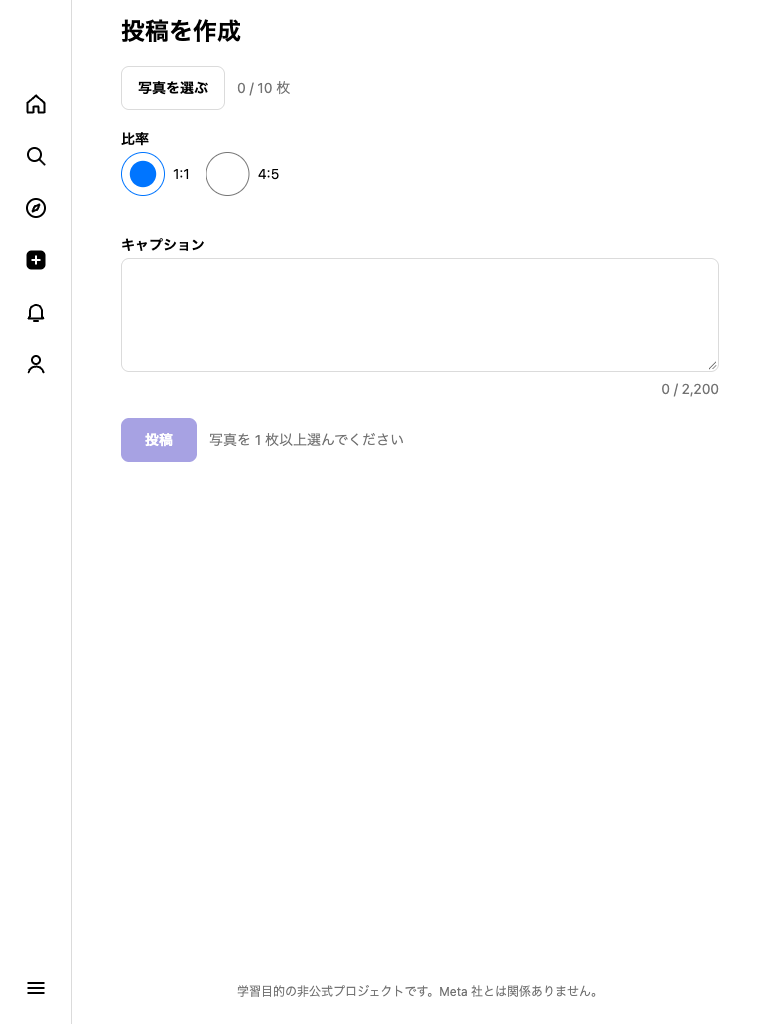 投稿を作成
写真を選ぶ 0 / 10 枚
比率
1:1 4:5
キャプション
0 / 2,200
投稿 写真を 1 枚以上選んでください
学習目的の非公式プロジェクトです。Meta 社とは関係ありません。